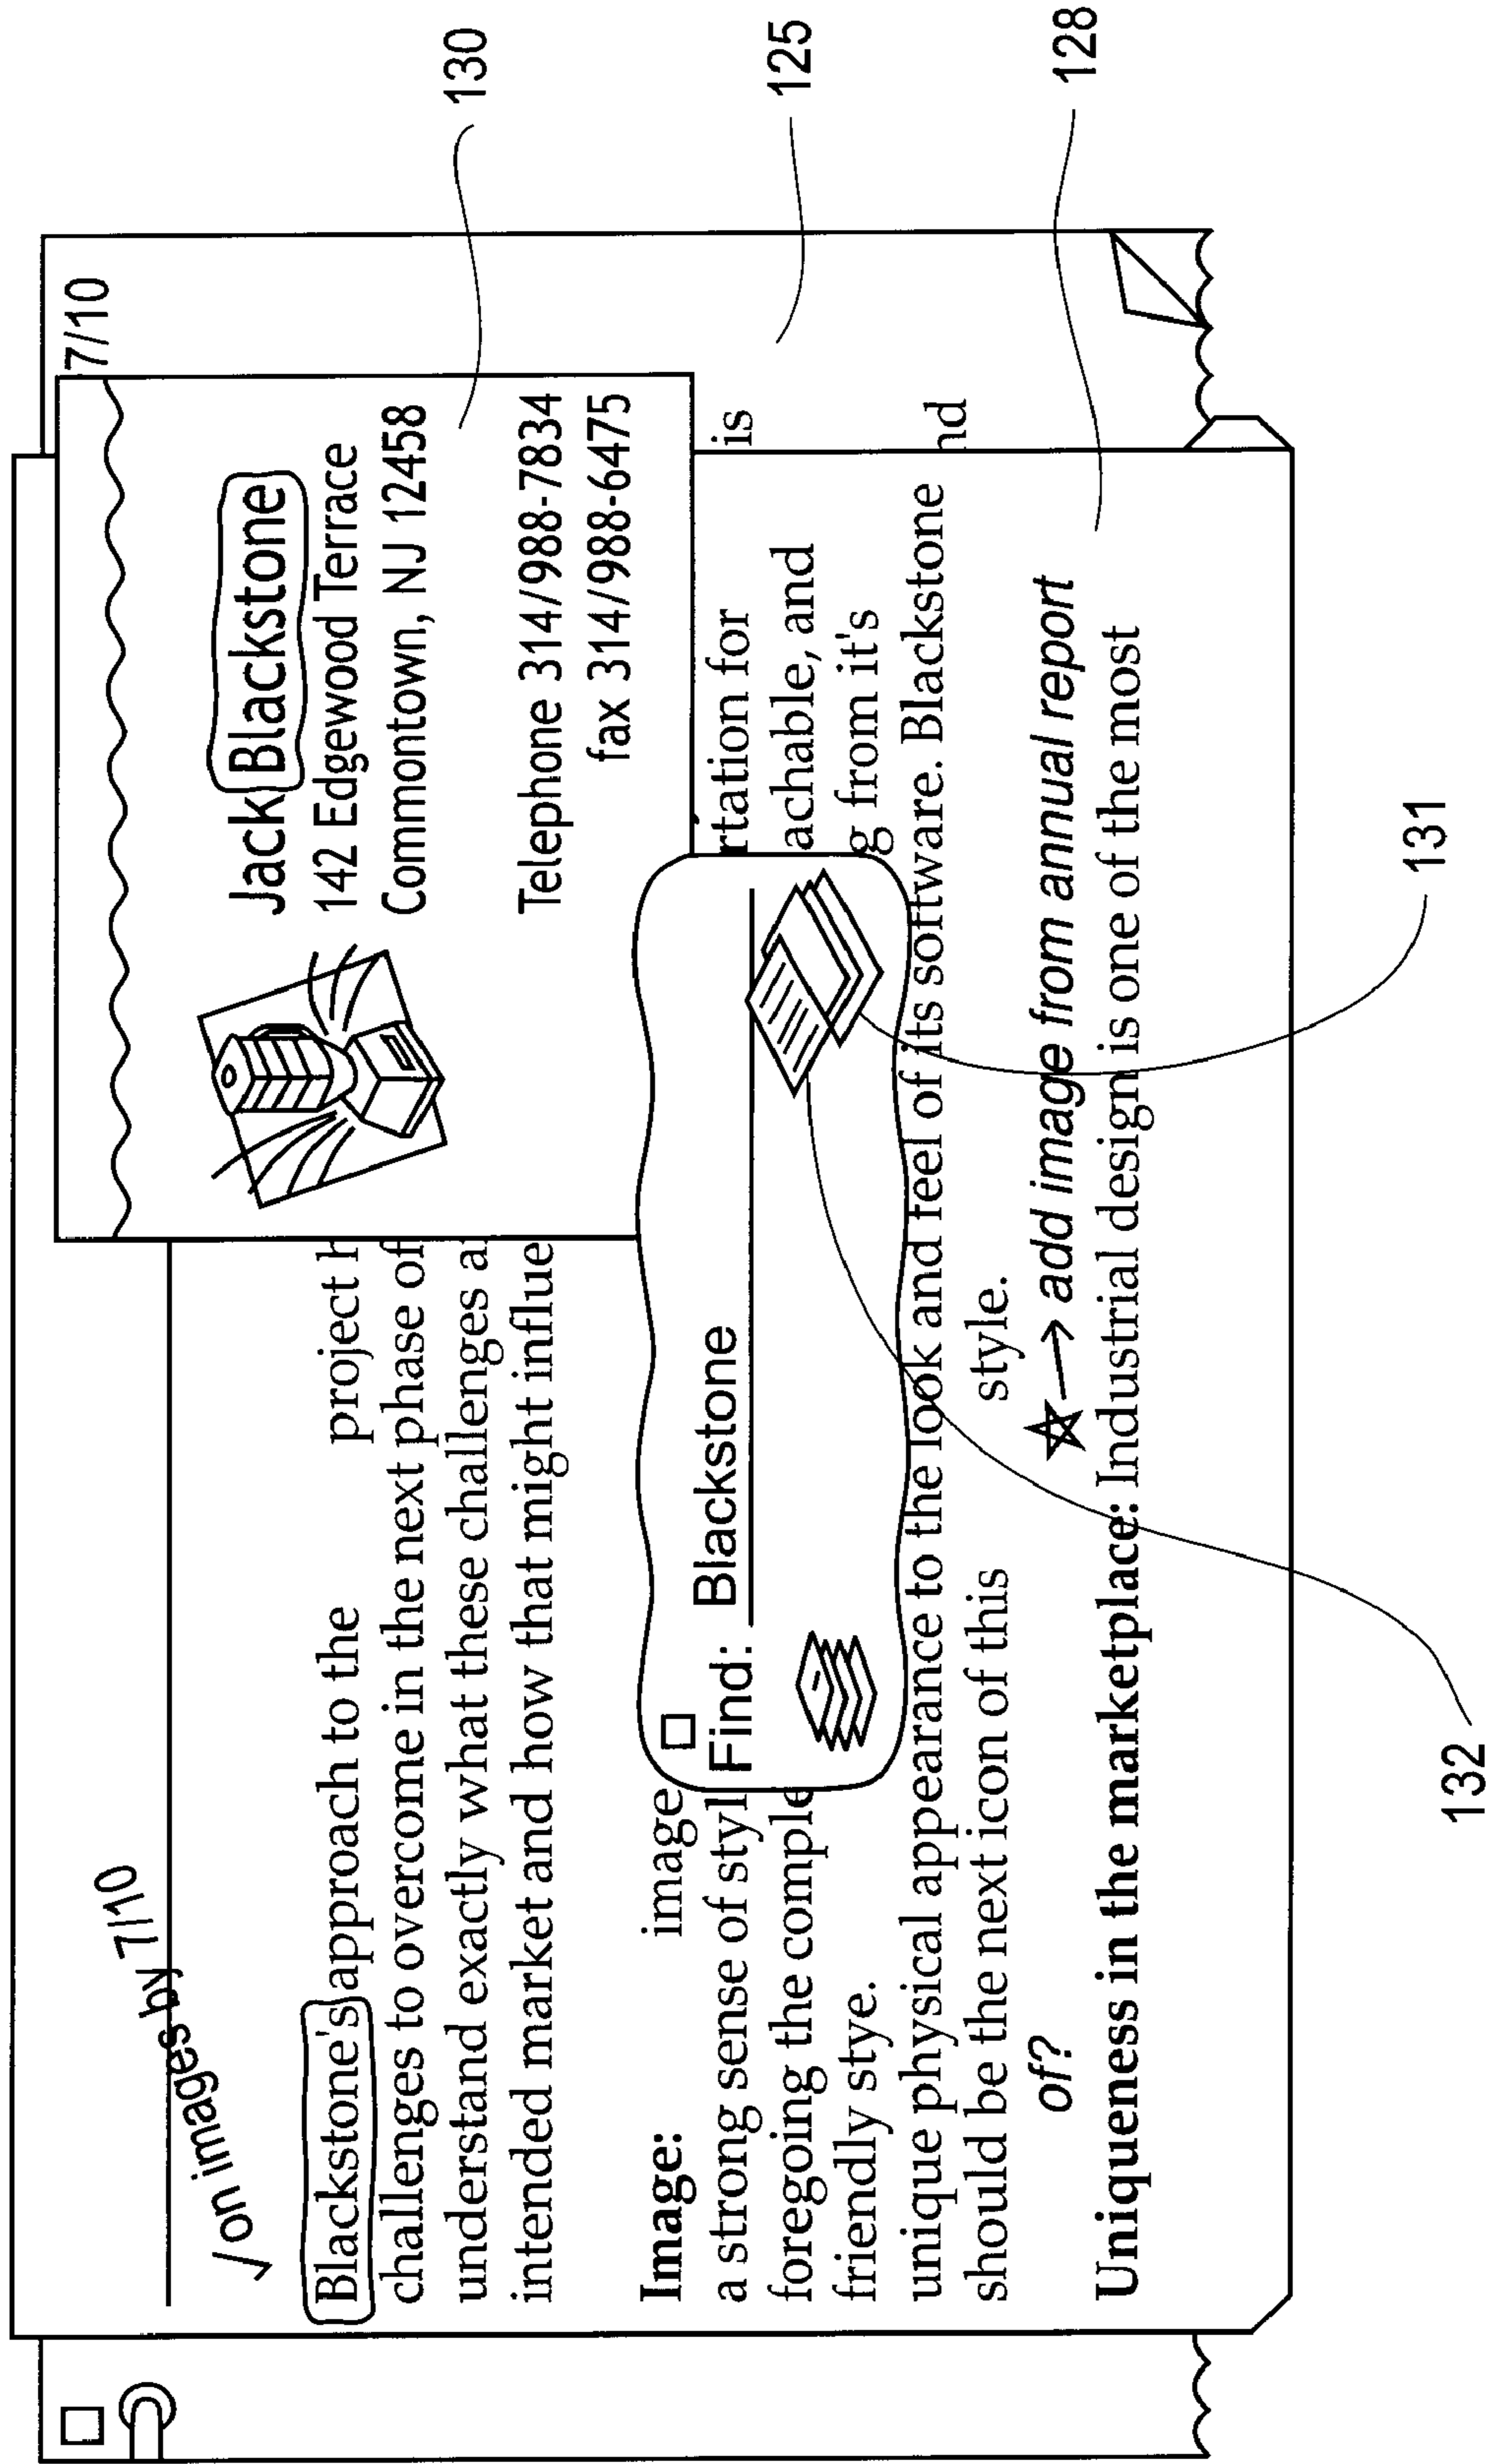 7/10
✓on images by 7/10
Jack Blackstone
142 Edgewood Terrace
Commontown, NJ 12458
Telephone 314/988-7834
fax 314/988-6475
Blackstone's approach to the project
challenges to overcome in the next phase of
understand exactly what these challenges
intended market and how that might influe
Find: Blackstone
Image: image is
a strong sense of styl rtation for
foregoing the comple achable, and
friendly stye. g from it's
unique physical appearance to the look and feel of its software. Blackstone
should be the next icon of this style. nd
of? ☆→ add image from annual report
Uniqueness in the marketplace: Industrial design is one of the most
130
125
128
131
132